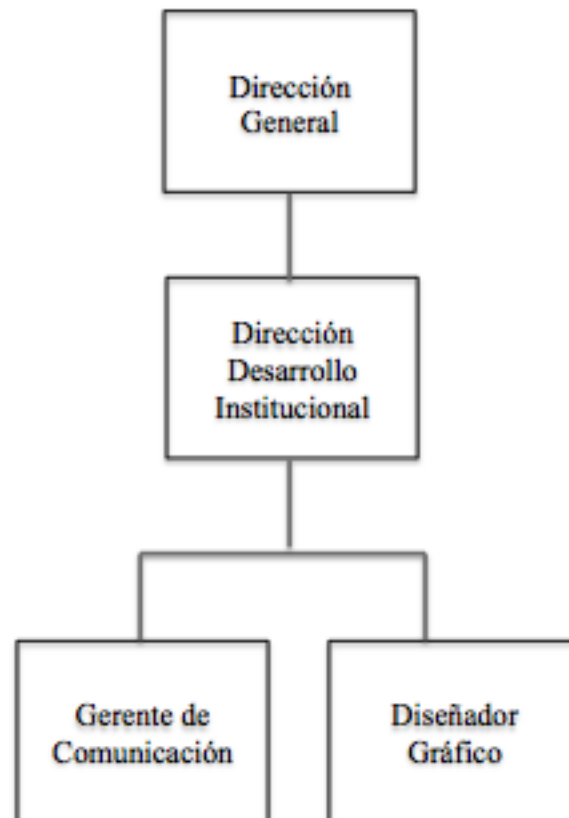 Dirección
General
Dirección
Desarrollo
Institucional
Gerente de
Comunicación
Diseñador
Gráfico